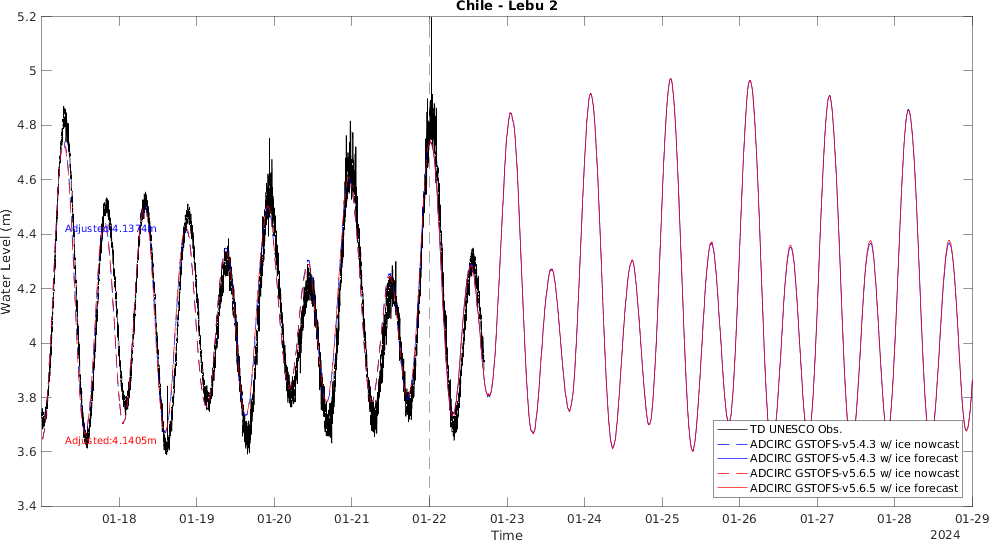 Chile - Lebu 2
Water Level (m)
5.2
5
4.8
4.6
4.4
4.2
4
3.8
3.6
3.4
Adjusted:4.1374m
Adjusted:4.1405m
TD UNESCO Obs.
ADCIRC GSTOFS-v5.4.3 w/ ice nowcast
ADCIRC GSTOFS-v5.4.3 w/ ice forecast
ADCIRC GSTOFS-v5.6.5 w/ ice nowcast
ADCIRC GSTOFS-v5.6.5 w/ ice forecast
01-18 01-19 01-20 01-21 01-22 01-23 01-24 01-25 01-26 01-27 01-28 01-29
Time
2024